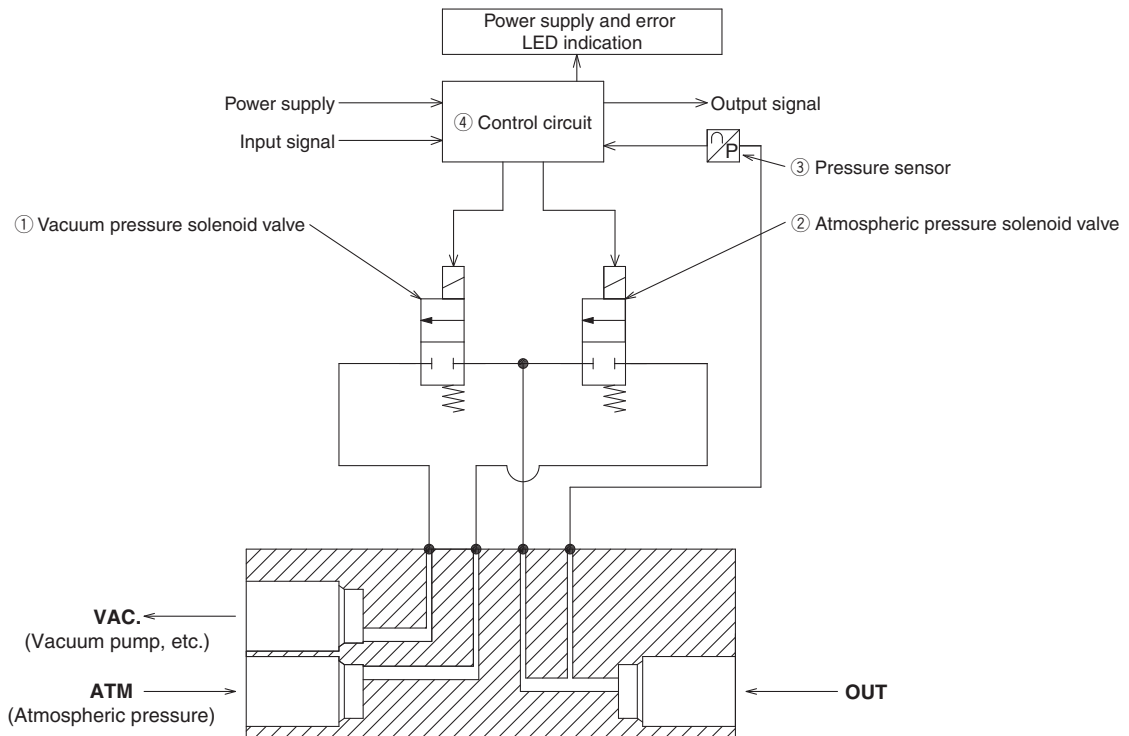 Power supply and error
LED indication
Power supply
④ Control circuit
Output signal
Input signal
P
③ Pressure sensor
① Vacuum pressure solenoid valve
② Atmospheric pressure solenoid valve
VAC.
(Vacuum pump, etc.)
ATM
(Atmospheric pressure)
OUT